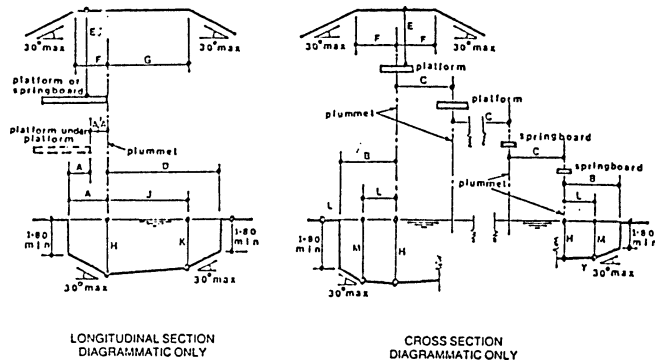 E
30°max
F
G
30°max
platform or
springboard
platform under
platform
plummet
A
D
A
J
1·80
min
H
K
1·80
min
30°max
30°max
LONGITUDINAL SECTION
DIAGRAMMATIC ONLY
30°max
F
E
F
30°max
platform
C
platform
plummet
C
springboard
C
springboard
B
plummet
B
L
L
L
1·80
min
M
H
H
M
1·80
min
Y
30°max
30°max
CROSS SECTION
DIAGRAMMATIC ONLY